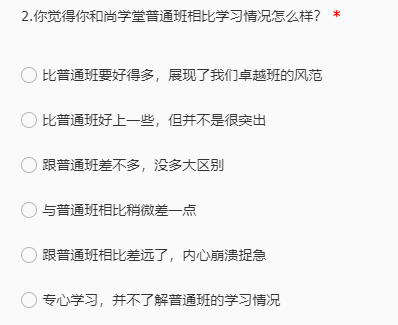 2.你觉得你和尚学堂普通班相比学习情况怎么样？ *
比普通班要好得多，展现了我们卓越班的风范
比普通班好上一些，但并不是很突出
跟普通班差不多，没多大区别
与普通班相比稍微差一点
跟普通班相比差远了，内心崩溃捉急
专心学习，并不了解普通班的学习情况